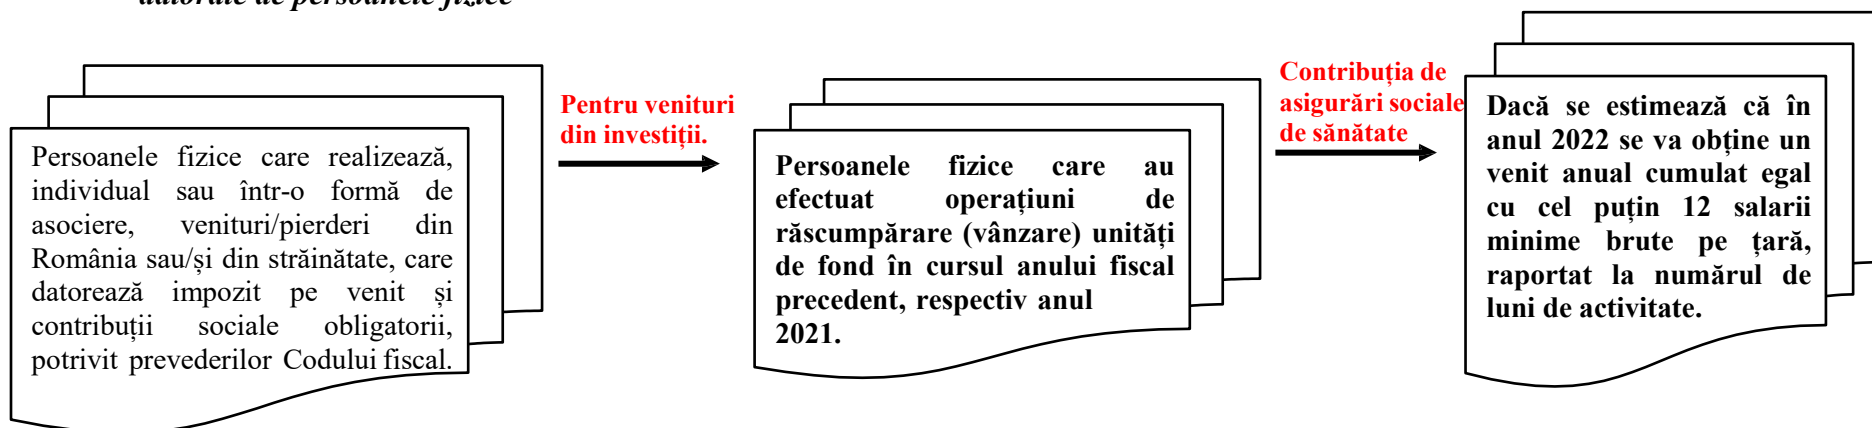 datorate de persoanele fizice
Persoanele fizice care realizează,
individual sau într-o formă de
asociere, venituri/pierderi din
România sau/și din străinătate, care
datorează impozit pe venit și
contribuții sociale obligatorii,
potrivit prevederilor Codului fiscal.
Pentru venituri
din investiții.
Persoanele fizice care au
efectuat operațiuni de
răscumpărare (vânzare) unități
de fond în cursul anului fiscal
precedent, respectiv anul
2021.
Contribuția de
asigurări sociale
de sănătate
Dacă se estimează că în
anul 2022 se va obține un
venit anual cumulat egal
cu cel puțin 12 salarii
minime brute pe țară,
raportat la numărul de
luni de activitate.